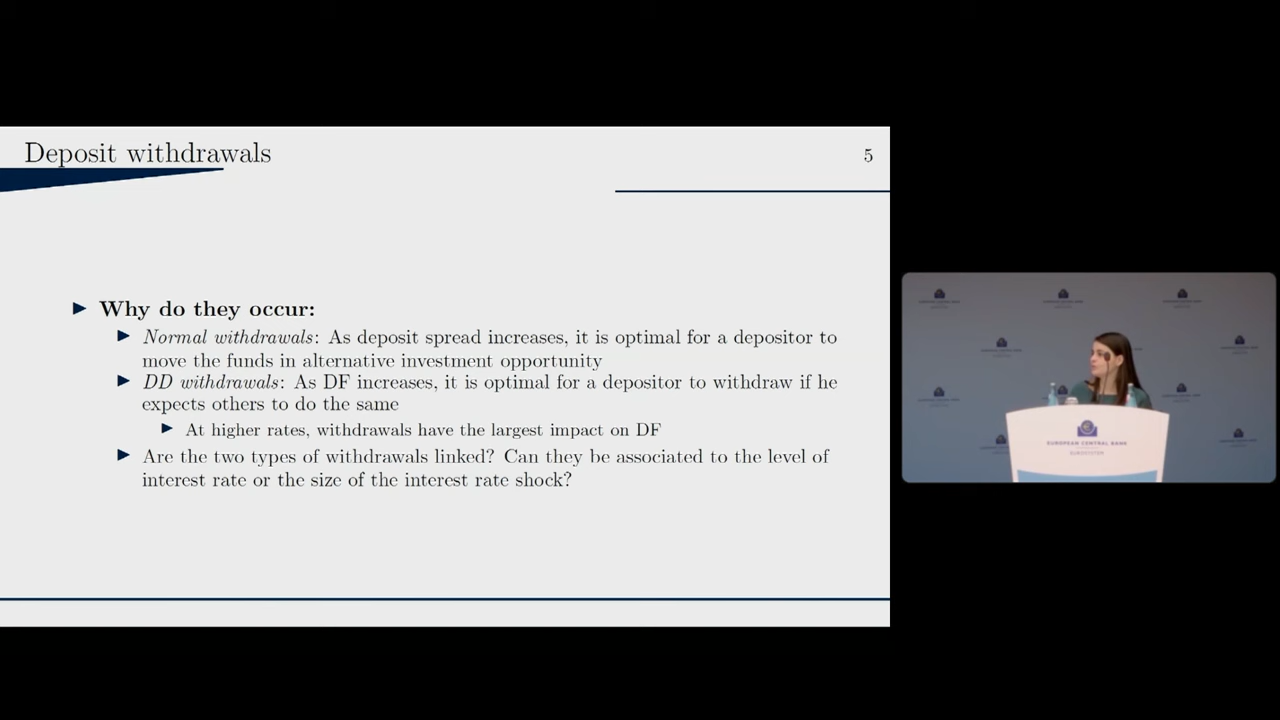 Deposit withdrawals
5
Why do they occur:
Normal withdrawals: As deposit spread increases, it is optimal for a depositor to
move the funds in alternative investment opportunity
DD withdrawals: As DF increases, it is optimal for a depositor to withdraw if he
expects others to do the same
At higher rates, withdrawals have the largest impact on DF
Are the two types of withdrawals linked? Can they be associated to the level of
interest rate or the size of the interest rate shock?
EUROPEAN CENTRAL BANK
EUROSYSTEM